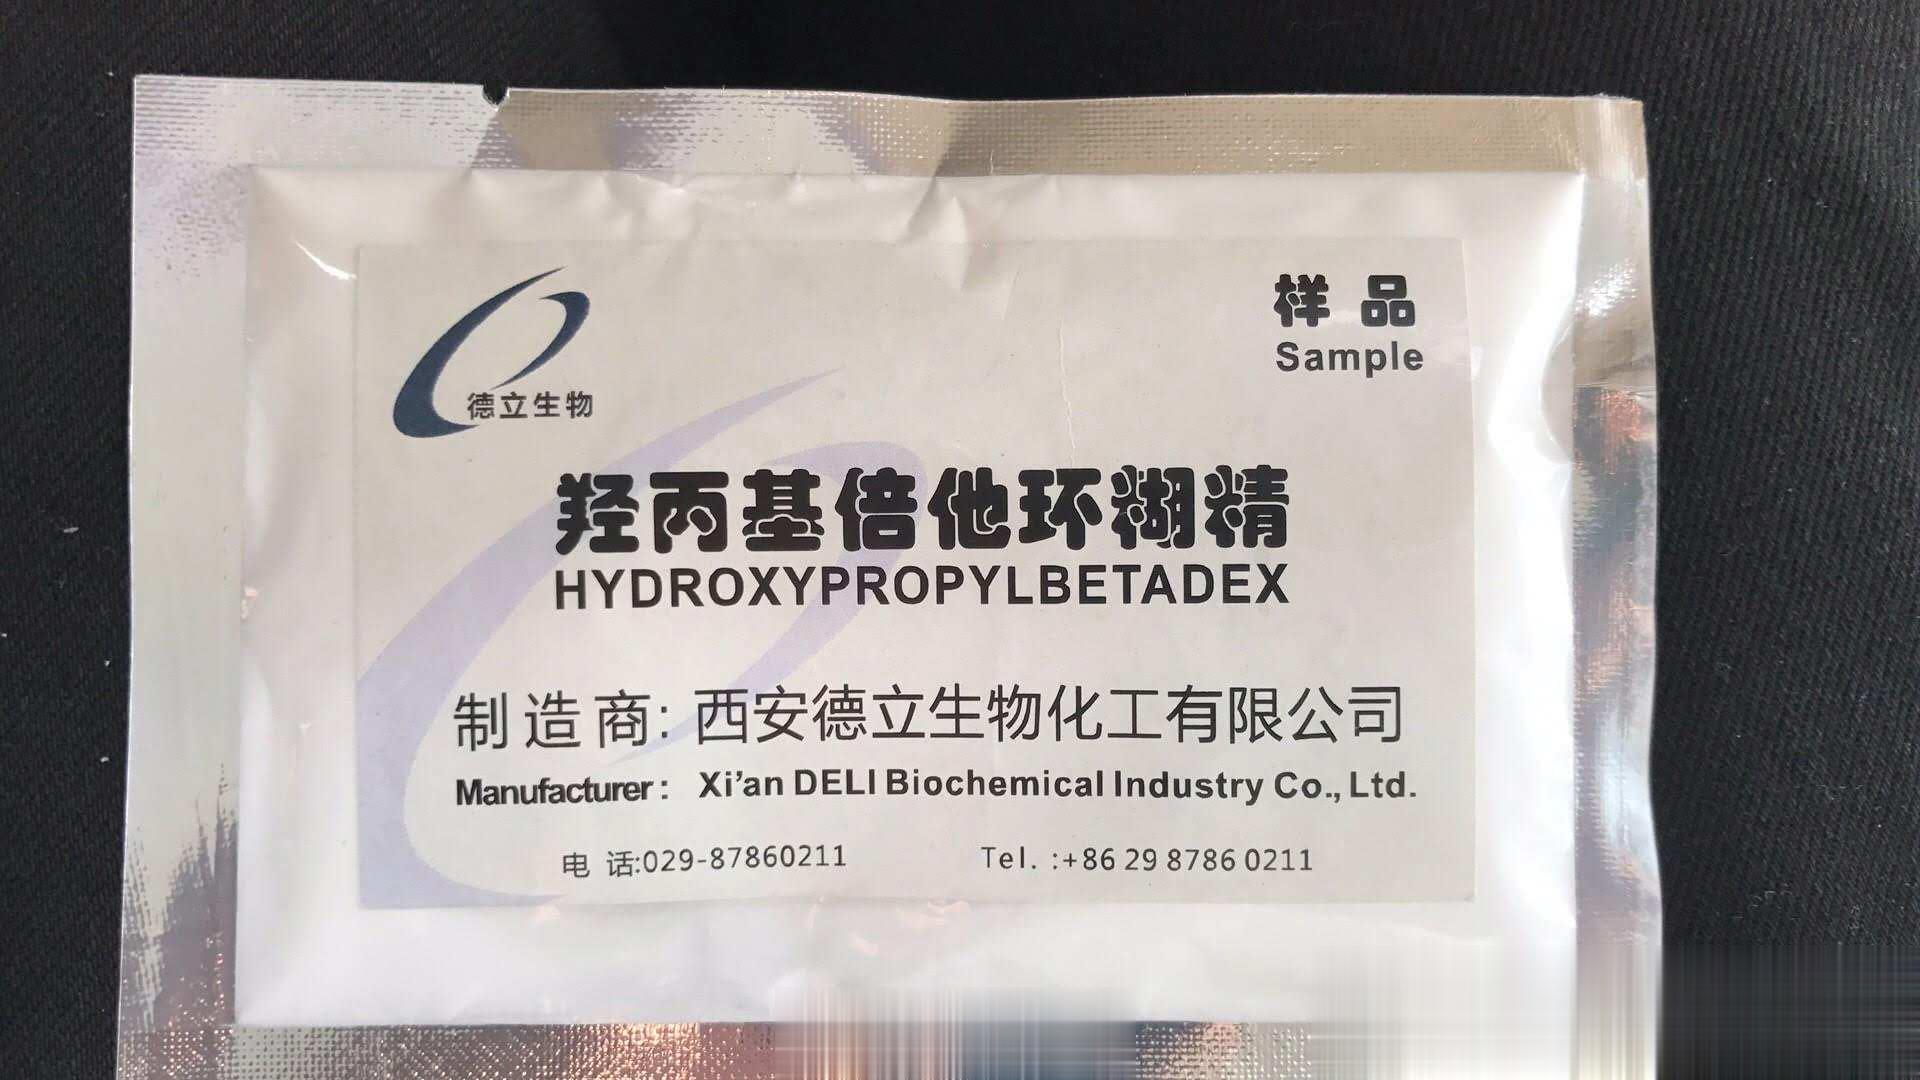 德立生物
样品
Sample
羟丙基倍他环糊精
HYDROXYPROPYLBETADEX
制造商: 西安德立生物化工有限公司
Manufacturer: Xi'an DELI Biochemical Industry Co., Ltd.
电 话:029-87860211 Tel. :+86 29 8786 0211